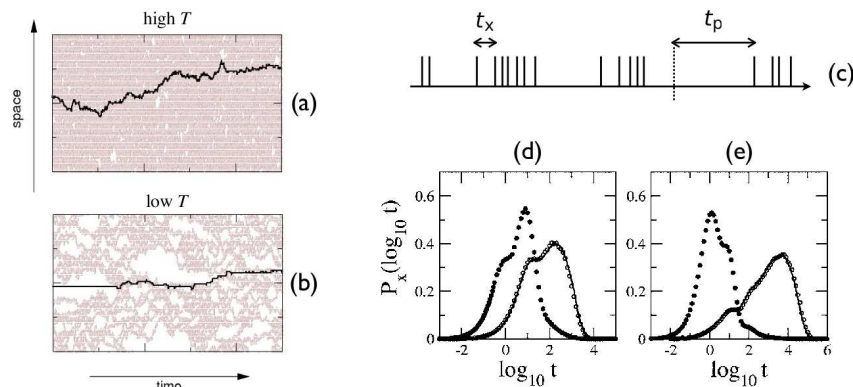 high T
space
(a)
low T
(b)
time
t_x
t_p
(c)
(d)
(e)
P_x(log_10 t)
0.6
0.4
0.2
0
-2
0
2
4
log_10 t
0.6
0.4
0.2
0
-2
0
2
4
6
log_10 t